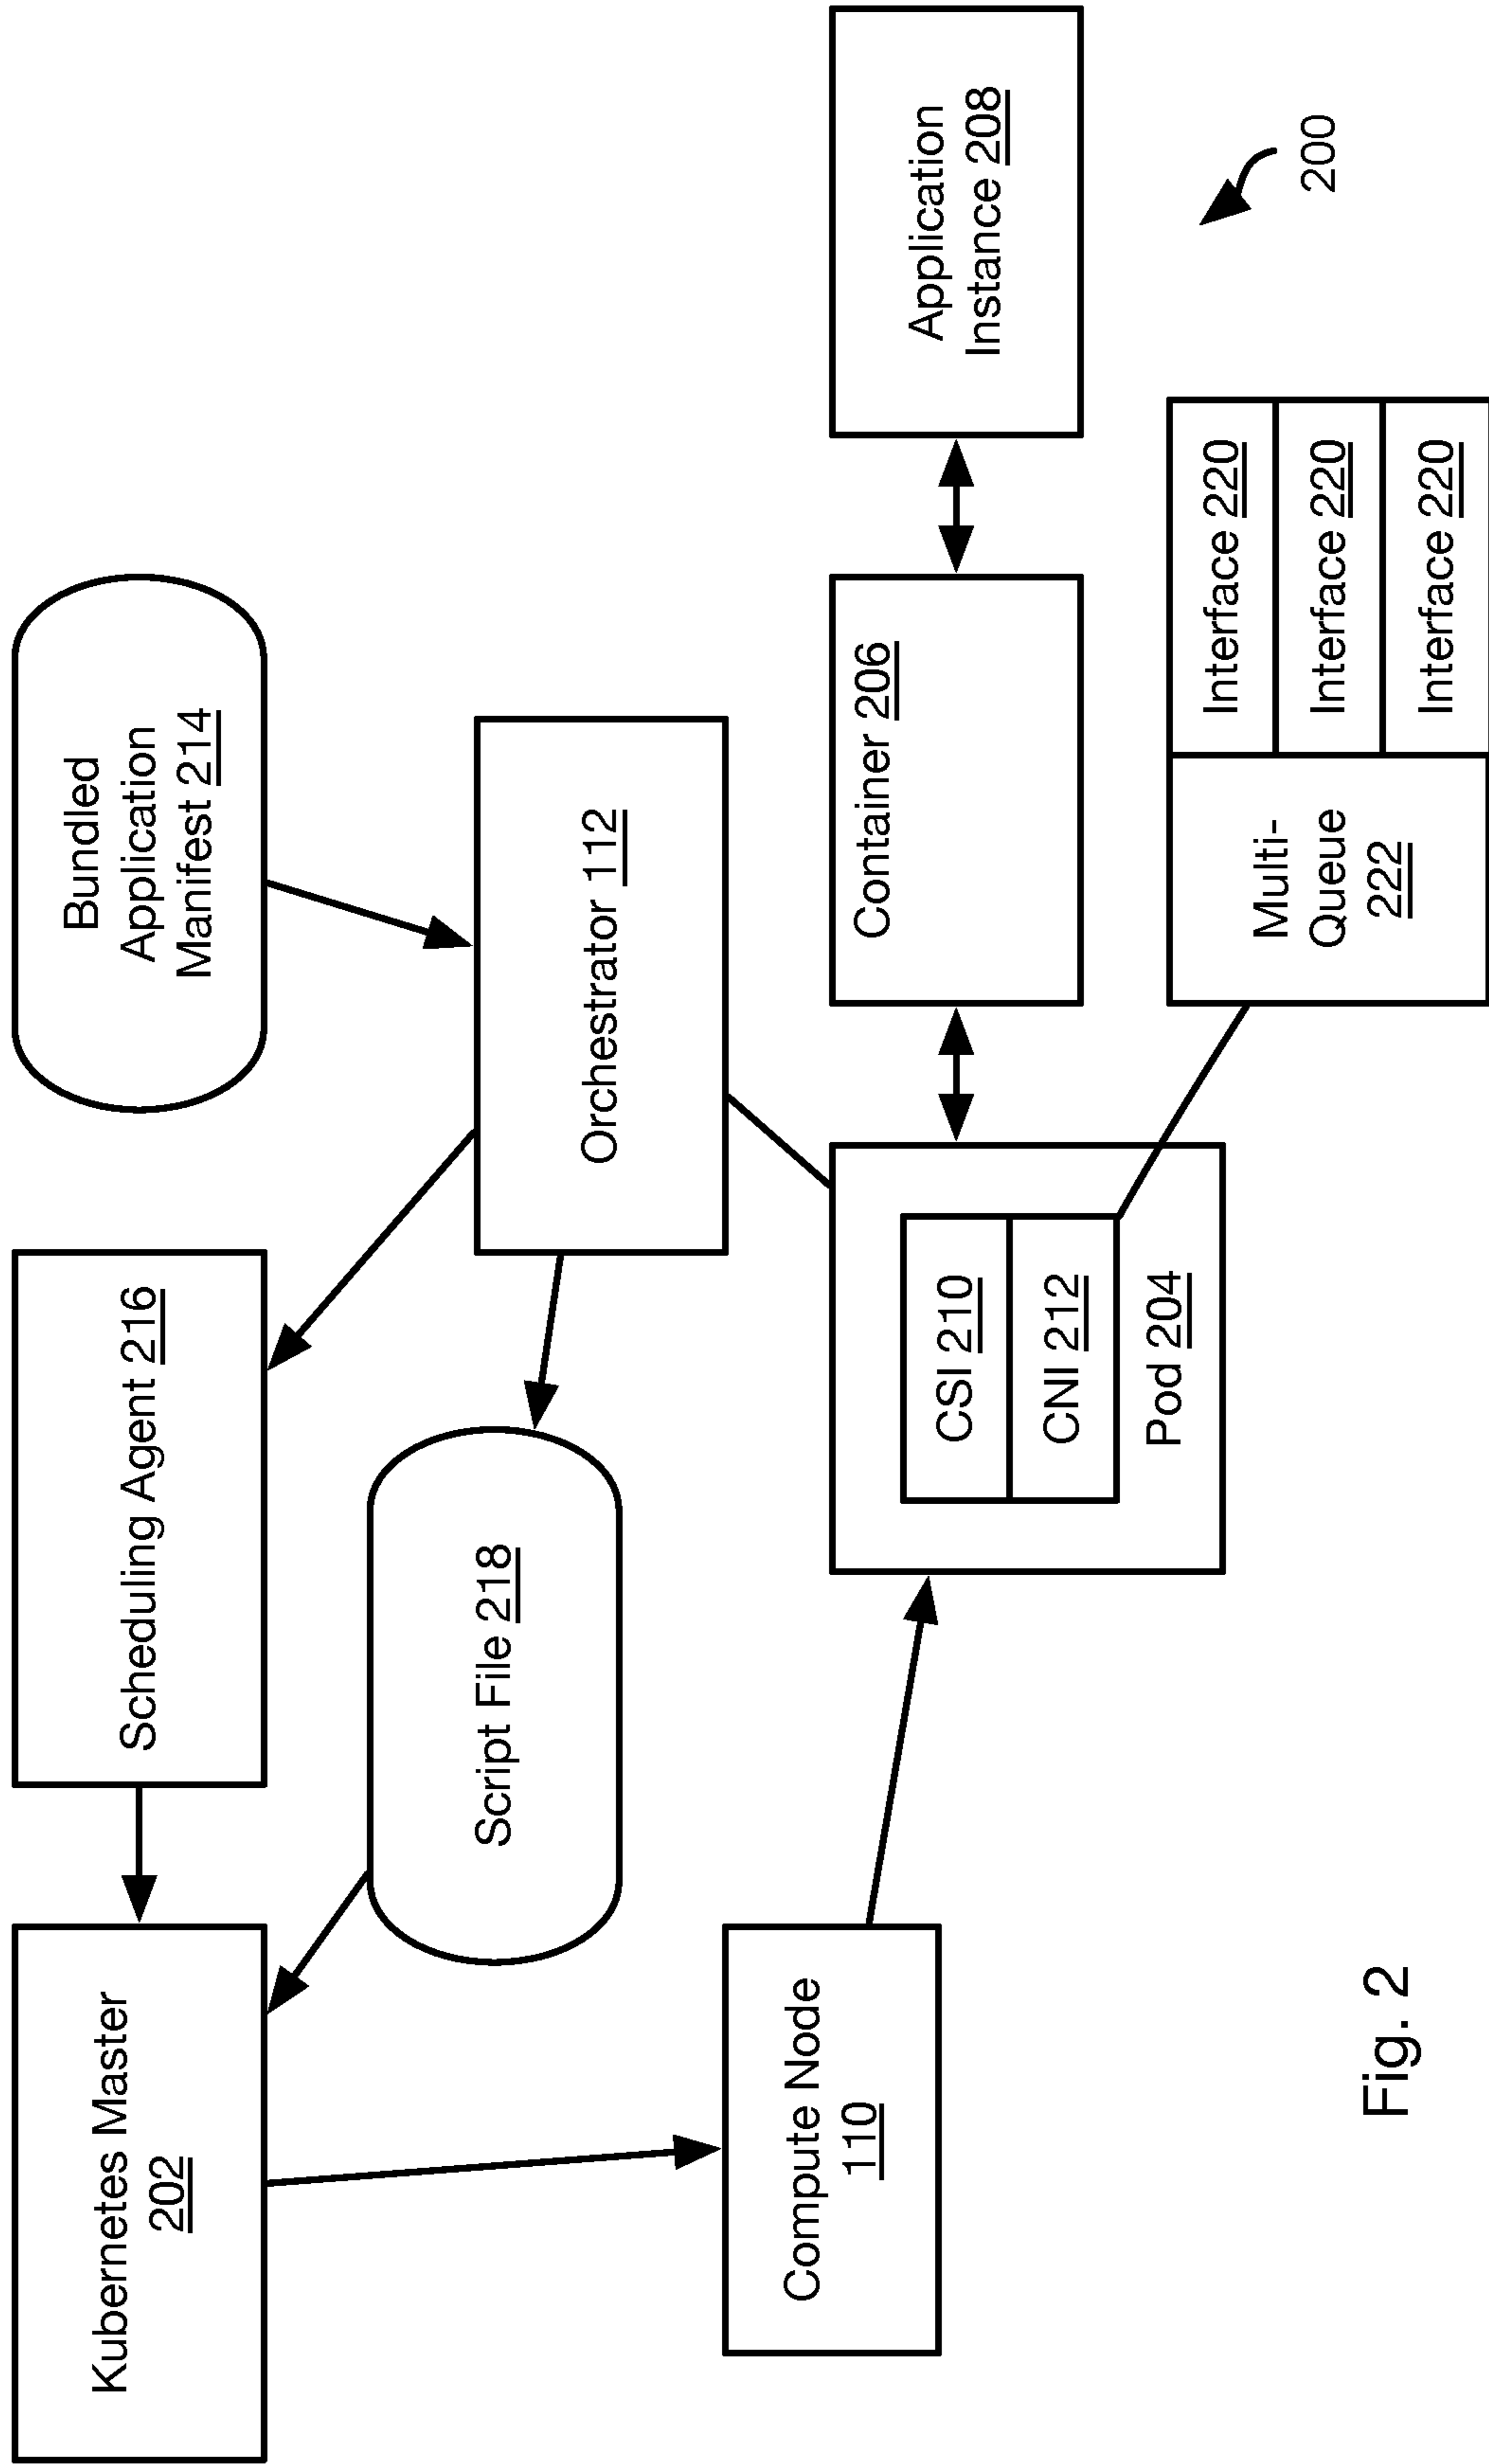 Kubernetes Master
202
Scheduling Agent 216
Bundled
Application
Manifest 214
Script File 218
Orchestrator 112
Compute Node
110
CSI 210
CNI 212
Pod 204
Container 206
Application
Instance 208
Multi-
Queue
222
Interface 220
Interface 220
Interface 220
200
Fig. 2